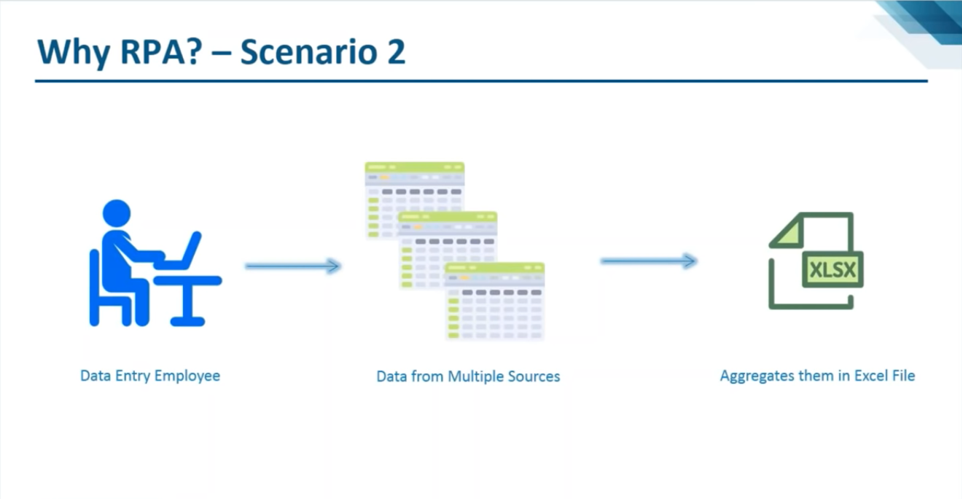 Why RPA? – Scenario 2
XLSX
Data Entry Employee
Data from Multiple Sources
Aggregates them in Excel File